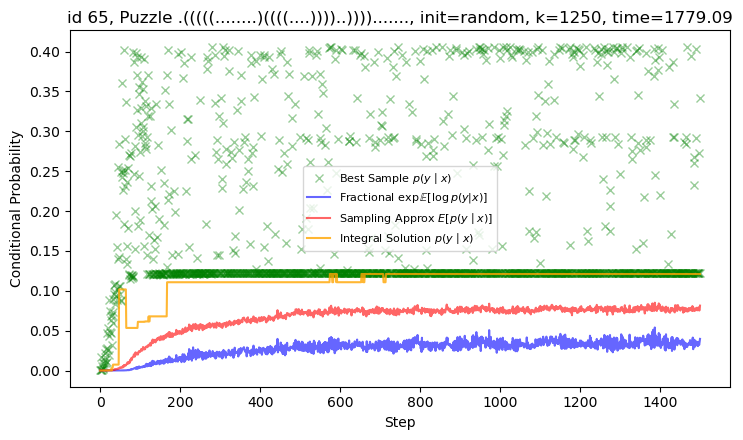 id 65, Puzzle .(((((........)((((....))))..))))......., init=random, k=1250, time=1779.09
Conditional Probability
0.40
0.35
0.30
0.25
0.20
0.15
0.10
0.05
0.00
Best Sample p(y | x)
Fractional exp𝔼[log p(y|x)]
Sampling Approx E[p(y | x)]
Integral Solution p(y | x)
0 200 400 600 800 1000 1200 1400
Step